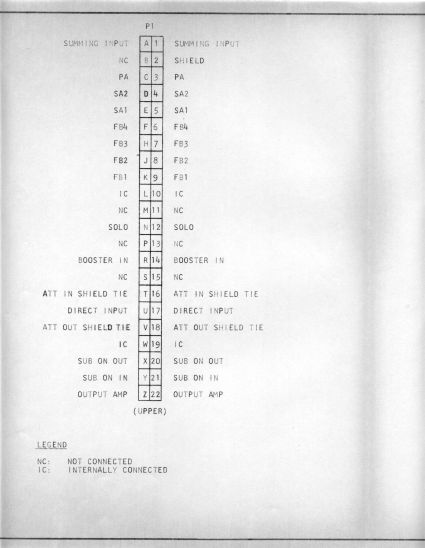 P1
SUMMING INPUT A 1 SUMMING INPUT
NC B 2 SHIELD
PA C 3 PA
SA2 D 4 SA2
SA1 E 5 SA1
FB4 F 6 FB4
FB3 H 7 FB3
FB2 J 8 FB2
FB1 K 9 FB1
IC L 10 IC
NC M 11 NC
SOLO N 12 SOLO
NC P 13 NC
BOOSTER IN R 14 BOOSTER IN
NC S 15 NC
ATT IN SHIELD TIE T 16 ATT IN SHIELD TIE
DIRECT INPUT U 17 DIRECT INPUT
ATT OUT SHIELD TIE V 18 ATT OUT SHIELD TIE
IC W 19 IC
SUB ON OUT X 20 SUB ON OUT
SUB ON IN Y 21 SUB ON IN
OUTPUT AMP Z 22 OUTPUT AMP
(UPPER)
LEGEND
NC: NOT CONNECTED
IC: INTERNALLY CONNECTED